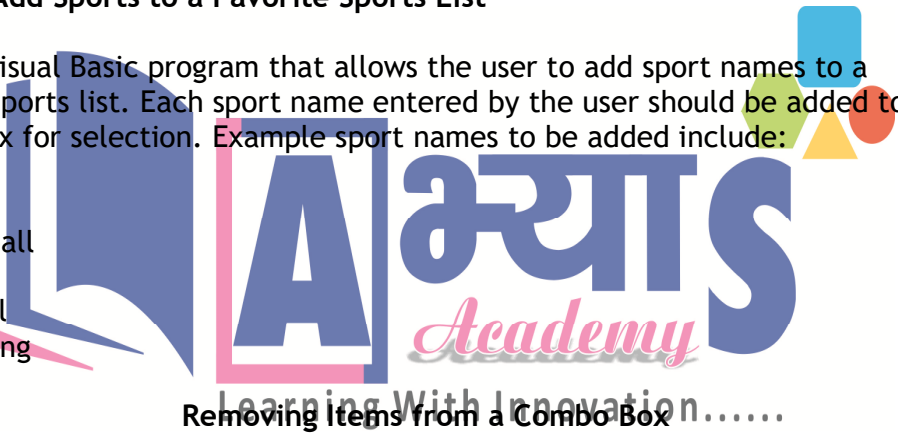 Add Sports to a Favorite Sports List
isual Basic program that allows the user to add sport names to a
ports list. Each sport name entered by the user should be added to
x for selection. Example sport names to be added include:
all
l
ng
A भ्या S
Academy
Learning With Innovation......
Removing Items from a Combo Box